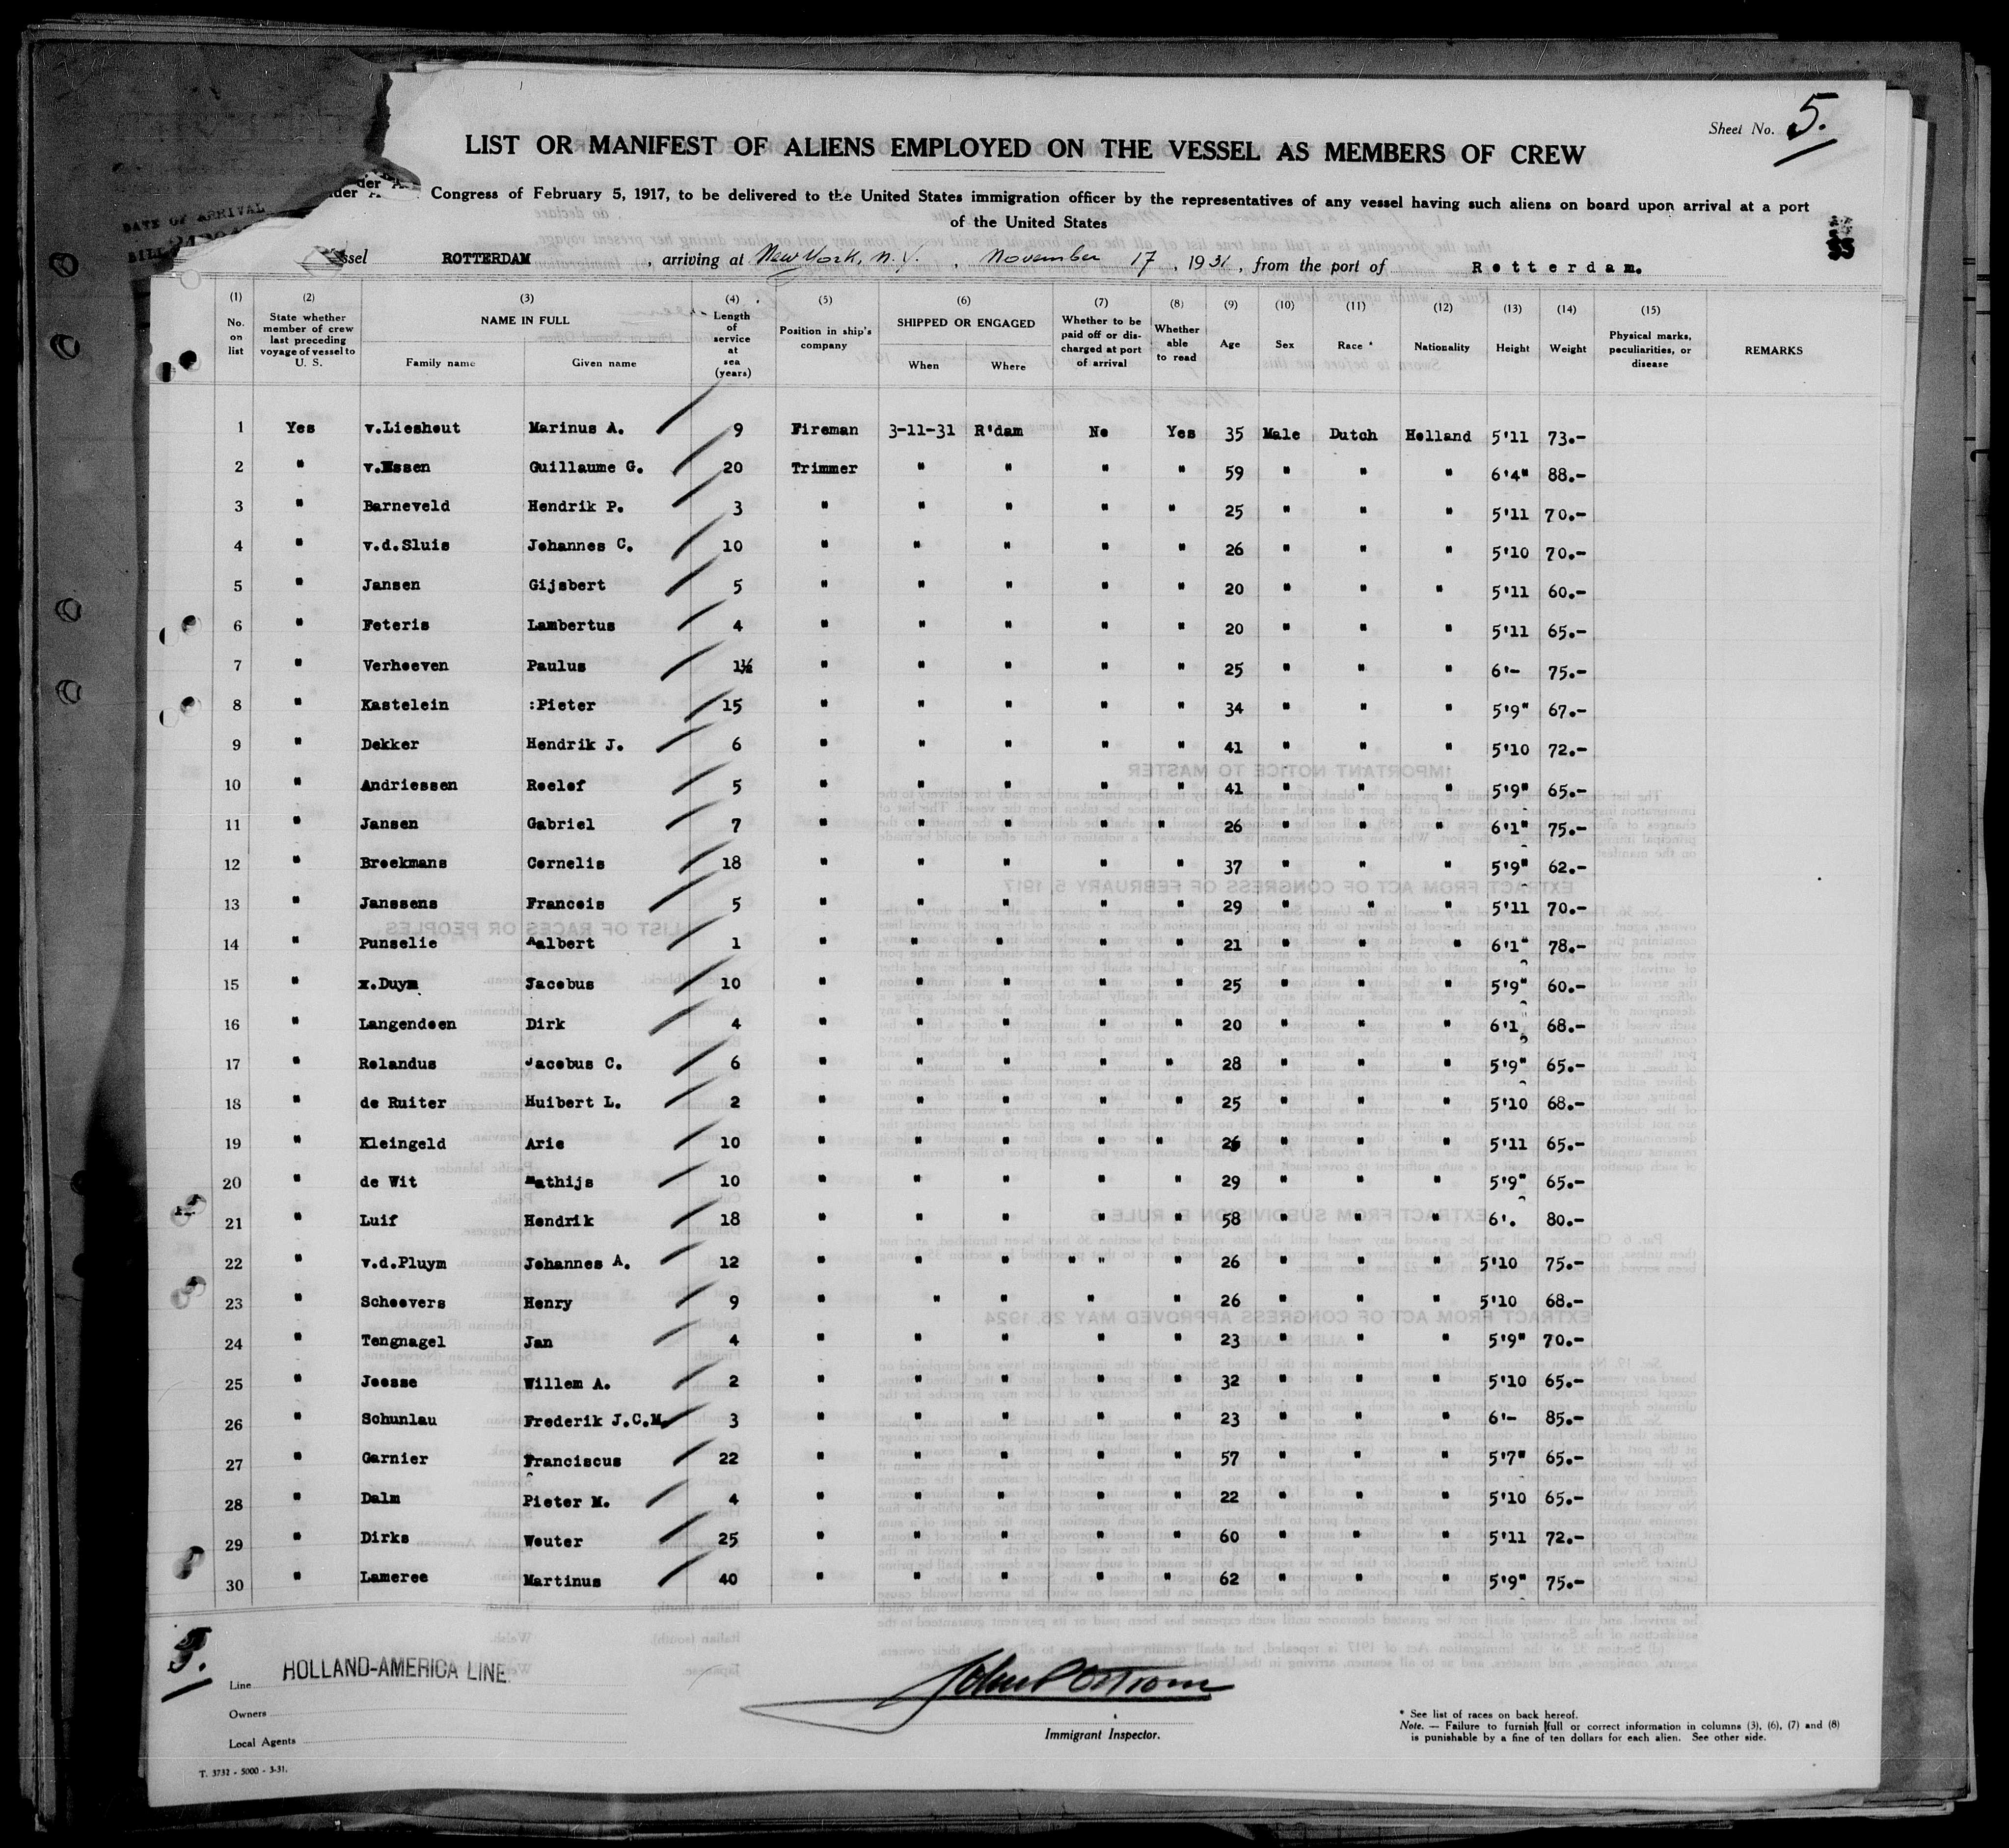 Sheet No. 5.
LIST OR MANIFEST OF ALIENS EMPLOYED ON THE VESSEL AS MEMBERS OF CREW
Congress of February 5, 1917, to be delivered to the United States immigration officer by the representatives of any vessel having such aliens on board upon arrival at a port
of the United States
DATE OF ARRIVAL
ssel ROTTERDAM , arriving at New York, N.Y. , November 17 , 1931 , from the port of Rotterdam.
(1) No. on list (2) State whether member of crew last preceding voyage of vessel to U. S. (3) NAME IN FULL Family name Given name (4) Length of service at sea (years) (5) Position in ship's company (6) SHIPPED OR ENGAGED When Where (7) Whether to be paid off or discharged at port of arrival (8) Whether able to read (9) Age (10) Sex (11) Race * (12) Nationality (13) Height (14) Weight (15) Physical marks, peculiarities, or disease REMARKS
1 Yes v.Lieshout Marinus A. 9 Fireman 3-11-31 R'dam No Yes 35 Male Dutch Holland 5'11 73.-
2 " v.Essen Guillaume G. 20 Trimmer " " " " 59 " " " 6'4" 88.-
3 " Barneveld Hendrik P. 3 " " " " " 25 " " " 5'11 70.-
4 " v.d.Sluis Johannes C. 10 " " " " " 26 " " " 5'10 70.-
5 " Jansen Gijsbert 5 " " " " " 20 " " " 5'11 60.-
6 " Feteris Lambertus 4 " " " " " 20 " " " 5'11 65.-
7 " Verhoeven Paulus 1½ " " " " " 25 " " " 6'- 75.-
8 " Kastelein :Pieter 15 " " " " " 34 " " " 5'9" 67.-
9 " Dekker Hendrik J. 6 " " " " " 41 " " " 5'10 72.-
10 " Andriessen Roelof 5 " " " " " 41 " " " 5'9" 65.-
11 " Jansen Gabriel 7 " " " " " 26 " " " 6'1" 75.-
12 " Broekmans Cornelis 18 " " " " " 37 " " " 5'9" 62.-
13 " Janssens Francois 5 " " " " " 29 " " " 5'11 70.-
14 " Punselie Aalbert 1 " " " " " 21 " " " 6'1" 78.-
15 " x.Duym Jacobus 10 " " " " " 25 " " " 5'9" 60.-
16 " Langendoen Dirk 4 " " " " " 20 " " " 6'1 68.-
17 " Rolandus Jacobus C. 6 " " " " " 28 " " " 5'9" 65.-
18 " de Ruiter Huibert L. 2 " " " " " 25 " " " 5'10 68.-
19 " Kleingeld Arie 10 " " " " " 26 " " " 5'11 65.-
20 " de Wit Mathijs 10 " " " " " 29 " " " 5'9" 65.-
21 " Luif Hendrik 18 " " " " " 58 " " " 6'. 80.-
22 " v.d.Pluym Johannes A. 12 " " " " " " 26 " " " 5'10 75.-
23 " Schoevers Henry 9 " " " " " 26 " " " 5'10 68.-
24 " Tengnagel Jan 4 " " " " " 23 " " " 5'9" 70.-
25 " Joosse Willem A. 2 " " " " " 32 " " " 5'10 65.-
26 " Schunlau Frederik J.C.M. 3 " " " " " 23 " " " 6'- 85.-
27 " Garnier Franciscus 22 " " " " " 57 " " " 5'7" 65.-
28 " Dalm Pieter M. 4 " " " " " 22 " " " 5'10 65.-
29 " Dirks Wouter 25 " " " " " 60 " " " 5'11 72.-
30 " Lameree Martinus 40 " " " " " 62 " " " 5'9" 75.-
5.
Line HOLLAND-AMERICA LINE
Owners
Local Agents
T. 3732 - 5000 - 3-31.
Immigrant Inspector.
* See list of races on back hereof.
Note. — Failure to furnish full or correct information in columns (3), (6), (7) and (8)
is punishable by a fine of ten dollars for each alien. See other side.